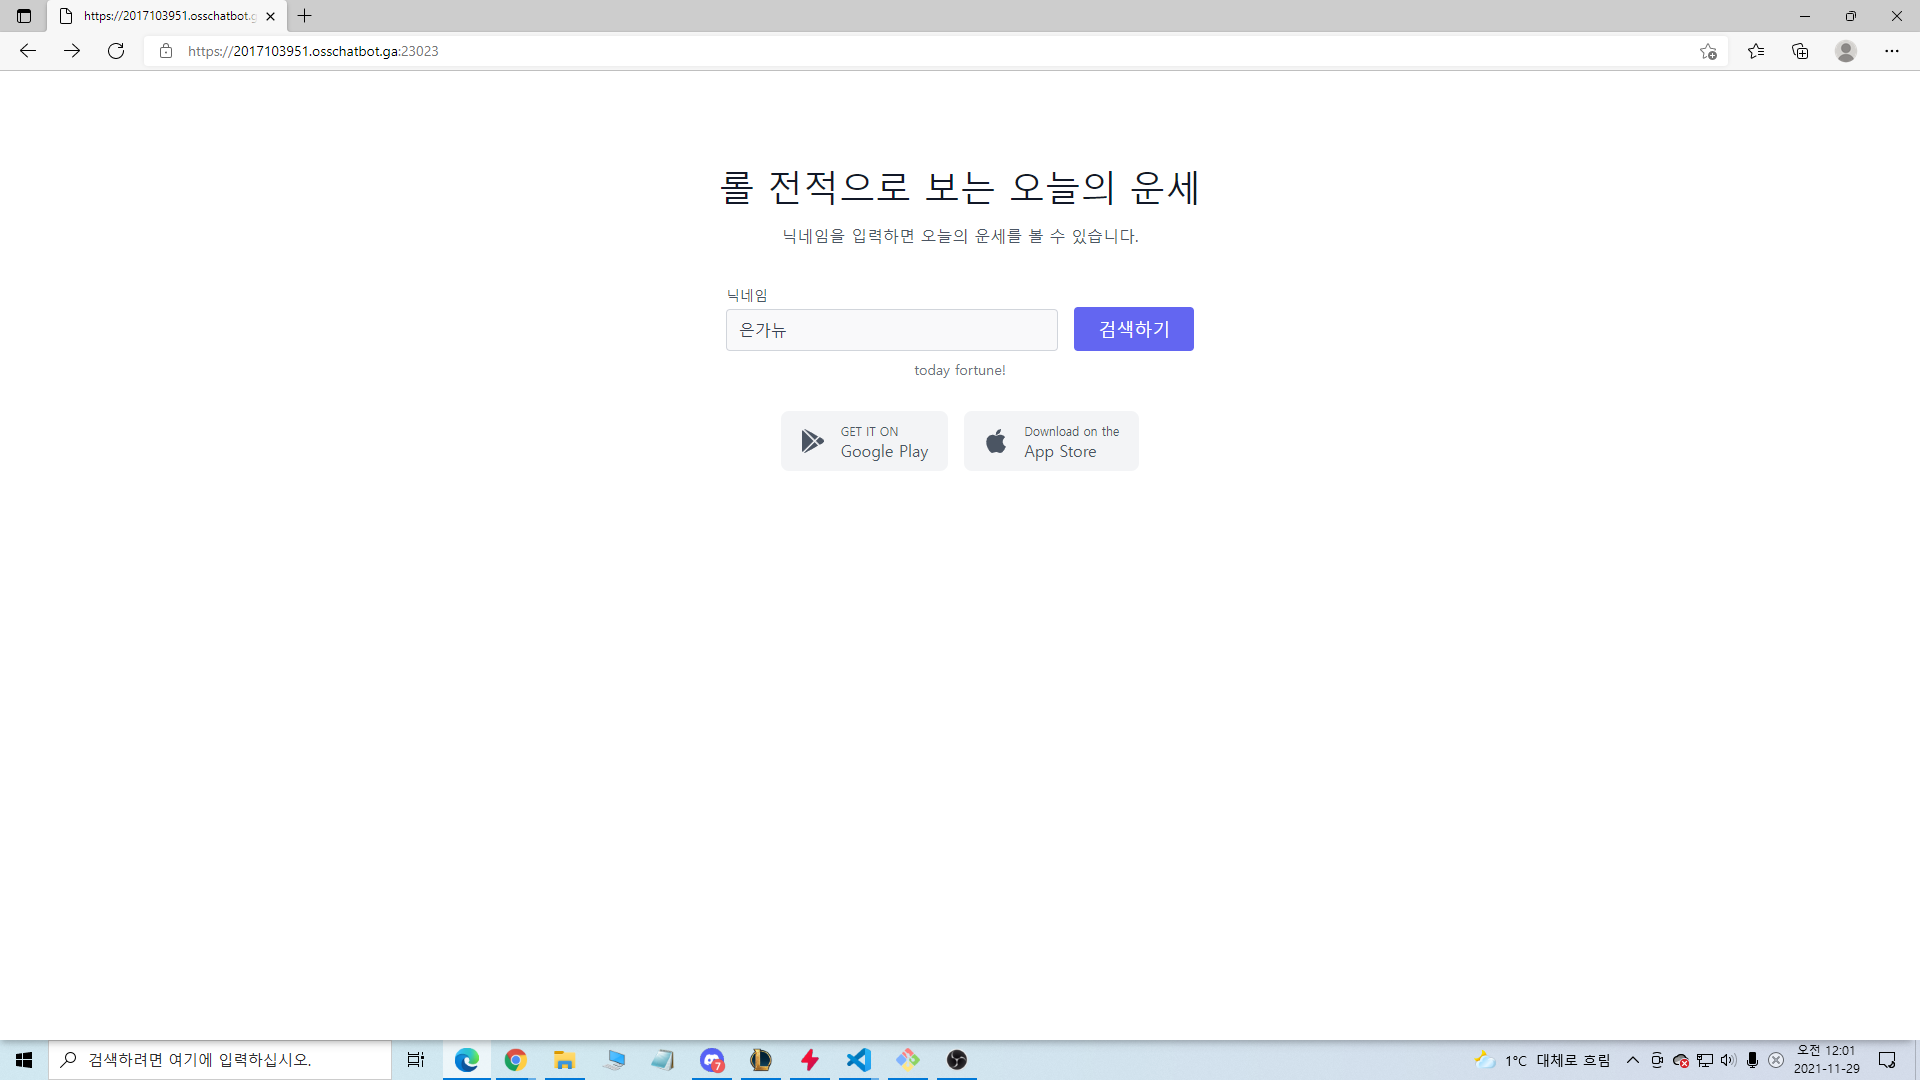 https://2017103951.osschatbot.g
https://2017103951.osschatbot.ga:23023
롤 전적으로 보는 오늘의 운세
닉네임을 입력하면 오늘의 운세를 볼 수 있습니다.
닉네임
은가뉴
검색하기
today fortune!
GET IT ON
Google Play
Download on the
App Store
검색하려면 여기에 입력하십시오.
7
1°C 대체로 흐림
오전 12:01
2021-11-29